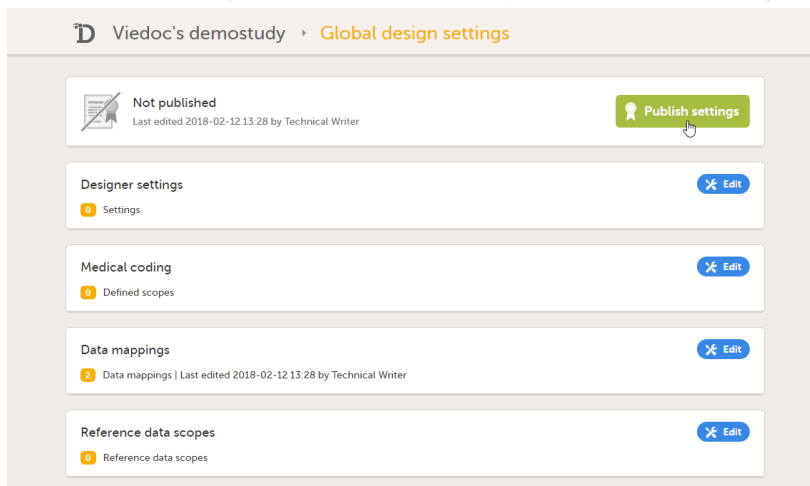 Viedoc's demostudy › Global design settings
Not published
Last edited 2018-02-12 13:28 by Technical Writer
Publish settings
Designer settings
Edit
0 Settings
Medical coding
Edit
0 Defined scopes
Data mappings
Edit
2 Data mappings | Last edited 2018-02-12 13:28 by Technical Writer
Reference data scopes
Edit
0 Reference data scopes